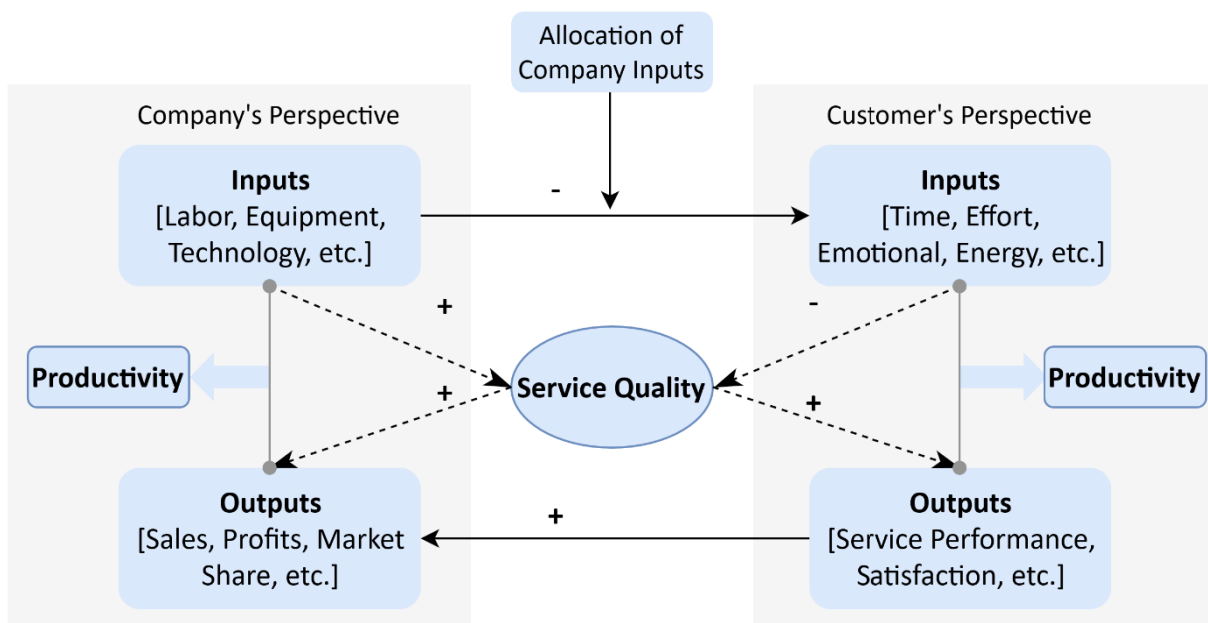 Allocation of
Company Inputs
Company's Perspective
Customer's Perspective
Inputs
[Labor, Equipment,
Technology, etc.]
-
Inputs
[Time, Effort,
Emotional, Energy, etc.]
+
-
Productivity
+
Service Quality
+
Productivity
Outputs
[Sales, Profits, Market
Share, etc.]
+
Outputs
[Service Performance,
Satisfaction, etc.]